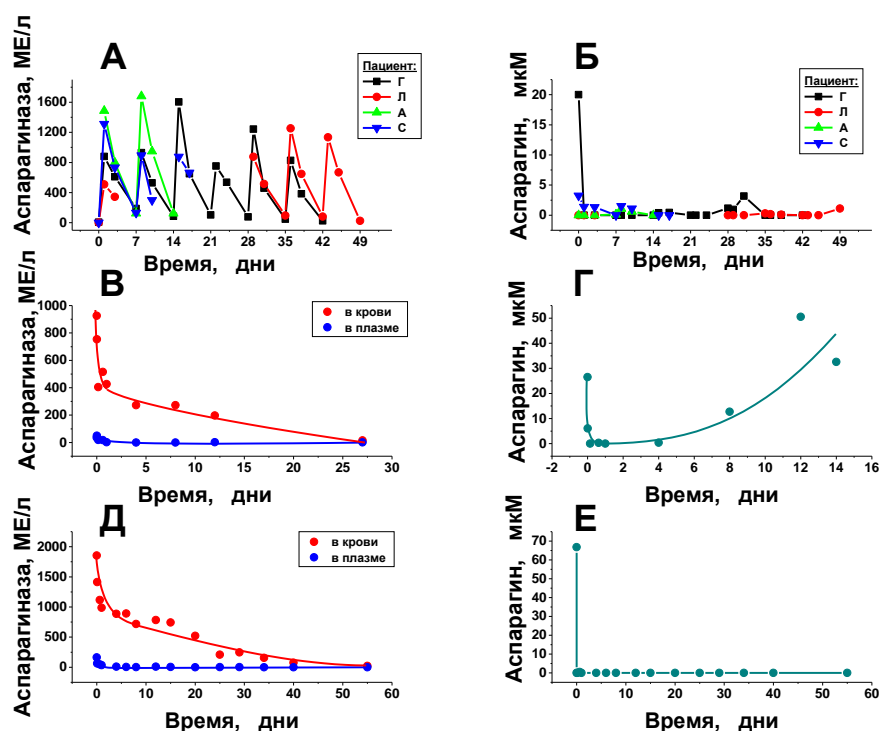 А
Аспарагиназа, МЕ/л
1600
1200
800
400
0
0 7 14 21 28 35 42 49
Время, дни
Пациент:
Г
Л
А
С
Б
Аспарагин, мкМ
20
15
10
5
0
0 7 14 21 28 35 42 49
Время, дни
Пациент:
Г
Л
А
С
В
Аспарагиназа, МЕ/л
1000
800
600
400
200
0
0 5 10 15 20 25 30
Время, дни
в крови
в плазме
Г
Аспарагин, мкМ
50
40
30
20
10
0
-2 0 2 4 6 8 10 12 14 16
Время, дни
Д
Аспарагиназа, МЕ/л
2000
1500
1000
500
0
0 10 20 30 40 50 60
Время, дни
в крови
в плазме
Е
Аспарагин, мкМ
70
60
50
40
30
20
10
0
0 10 20 30 40 50 60
Время, дни